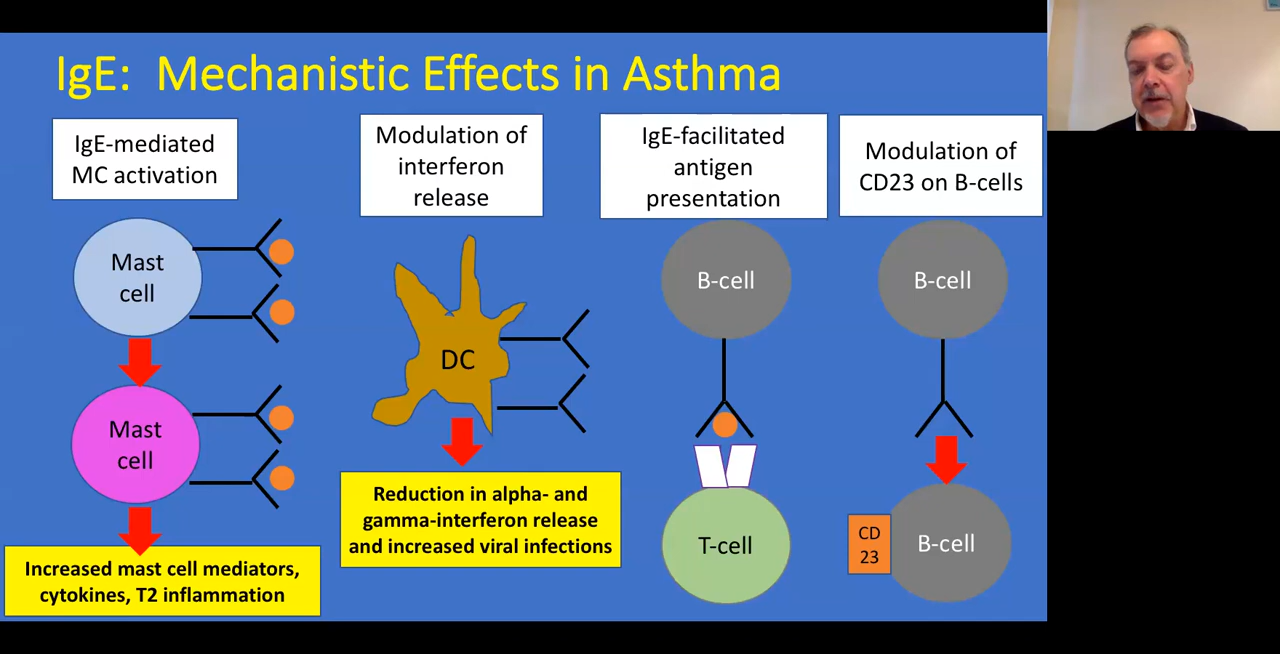 IgE:  Mechanistic Effects in Asthma
IgE-mediated
MC activation
Mast
cell
Mast
cell
Increased mast cell mediators,
cytokines, T2 inflammation
Modulation of
interferon
release
DC
Reduction in alpha- and
gamma-interferon release
and increased viral infections
IgE-facilitated
antigen
presentation
B-cell
T-cell
Modulation of
CD23 on B-cells
B-cell
CD
23
B-cell